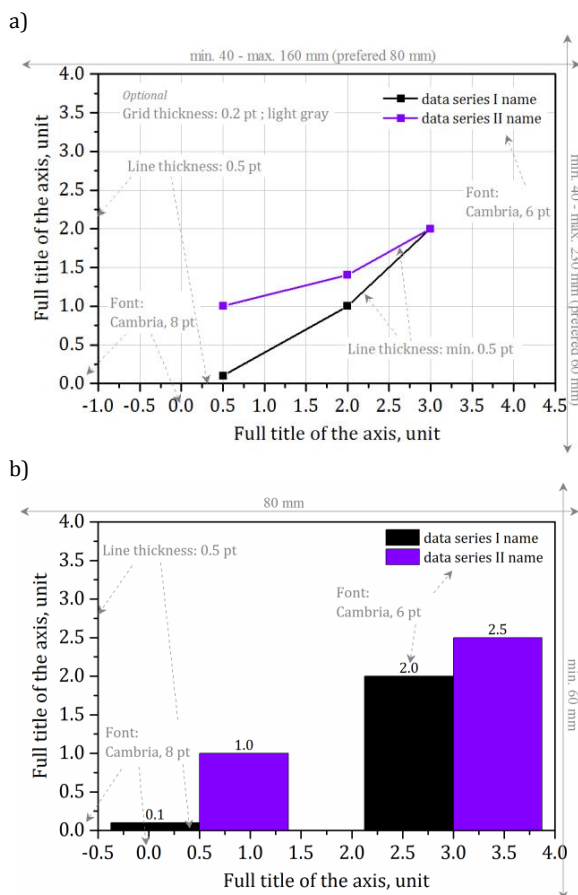 a)
min. 40 - max. 160 mm (prefered 80 mm)
4.0
Optional
Grid thickness: 0.2 pt ; light gray
data series I name
data series II name
3.5
3.0
Line thickness: 0.5 pt
2.5
Font:
Cambria, 6 pt
2.0
1.5
Font:
Cambria, 8 pt
1.0
0.5
Line thickness: min. 0.5 pt
0.0
Full title of the axis, unit
min. 40 - max. 230 mm (prefered 60 mm)
-1.0 -0.5 0.0 0.5 1.0 1.5 2.0 2.5 3.0 3.5 4.0 4.5
Full title of the axis, unit
b)
80 mm
4.0
data series I name
data series II name
Line thickness: 0.5 pt
3.5
3.0
Font:
Cambria, 6 pt
2.5
2.5
2.0
2.0
1.5
Font:
Cambria, 8 pt
1.0
1.0
0.5
0.1
0.0
Full title of the axis, unit
min. 60 mm
-0.5 0.0 0.5 1.0 1.5 2.0 2.5 3.0 3.5 4.0
Full title of the axis, unit